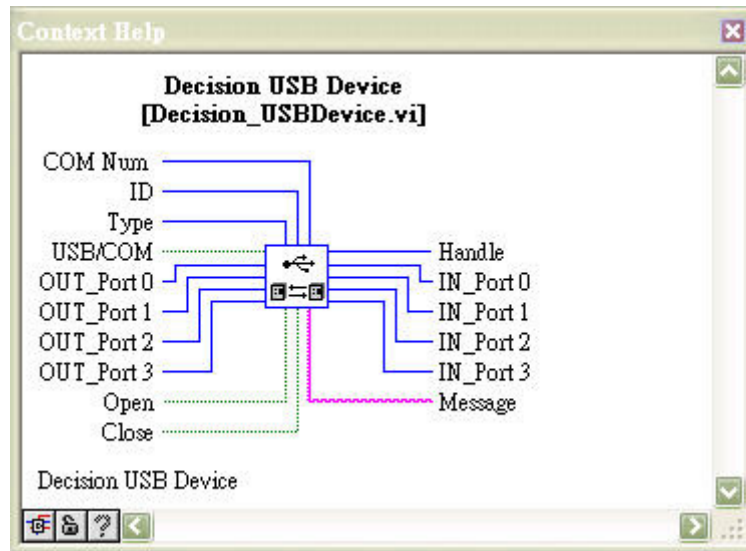 Context Help
Decision USB Device
[Decision_USBDevice.vi]
COM Num
ID
Type
USB/COM
OUT_Port 0
OUT_Port 1
OUT_Port 2
OUT_Port 3
Open
Close
Handle
IN_Port 0
IN_Port 1
IN_Port 2
IN_Port 3
Message
Decision USB Device
?